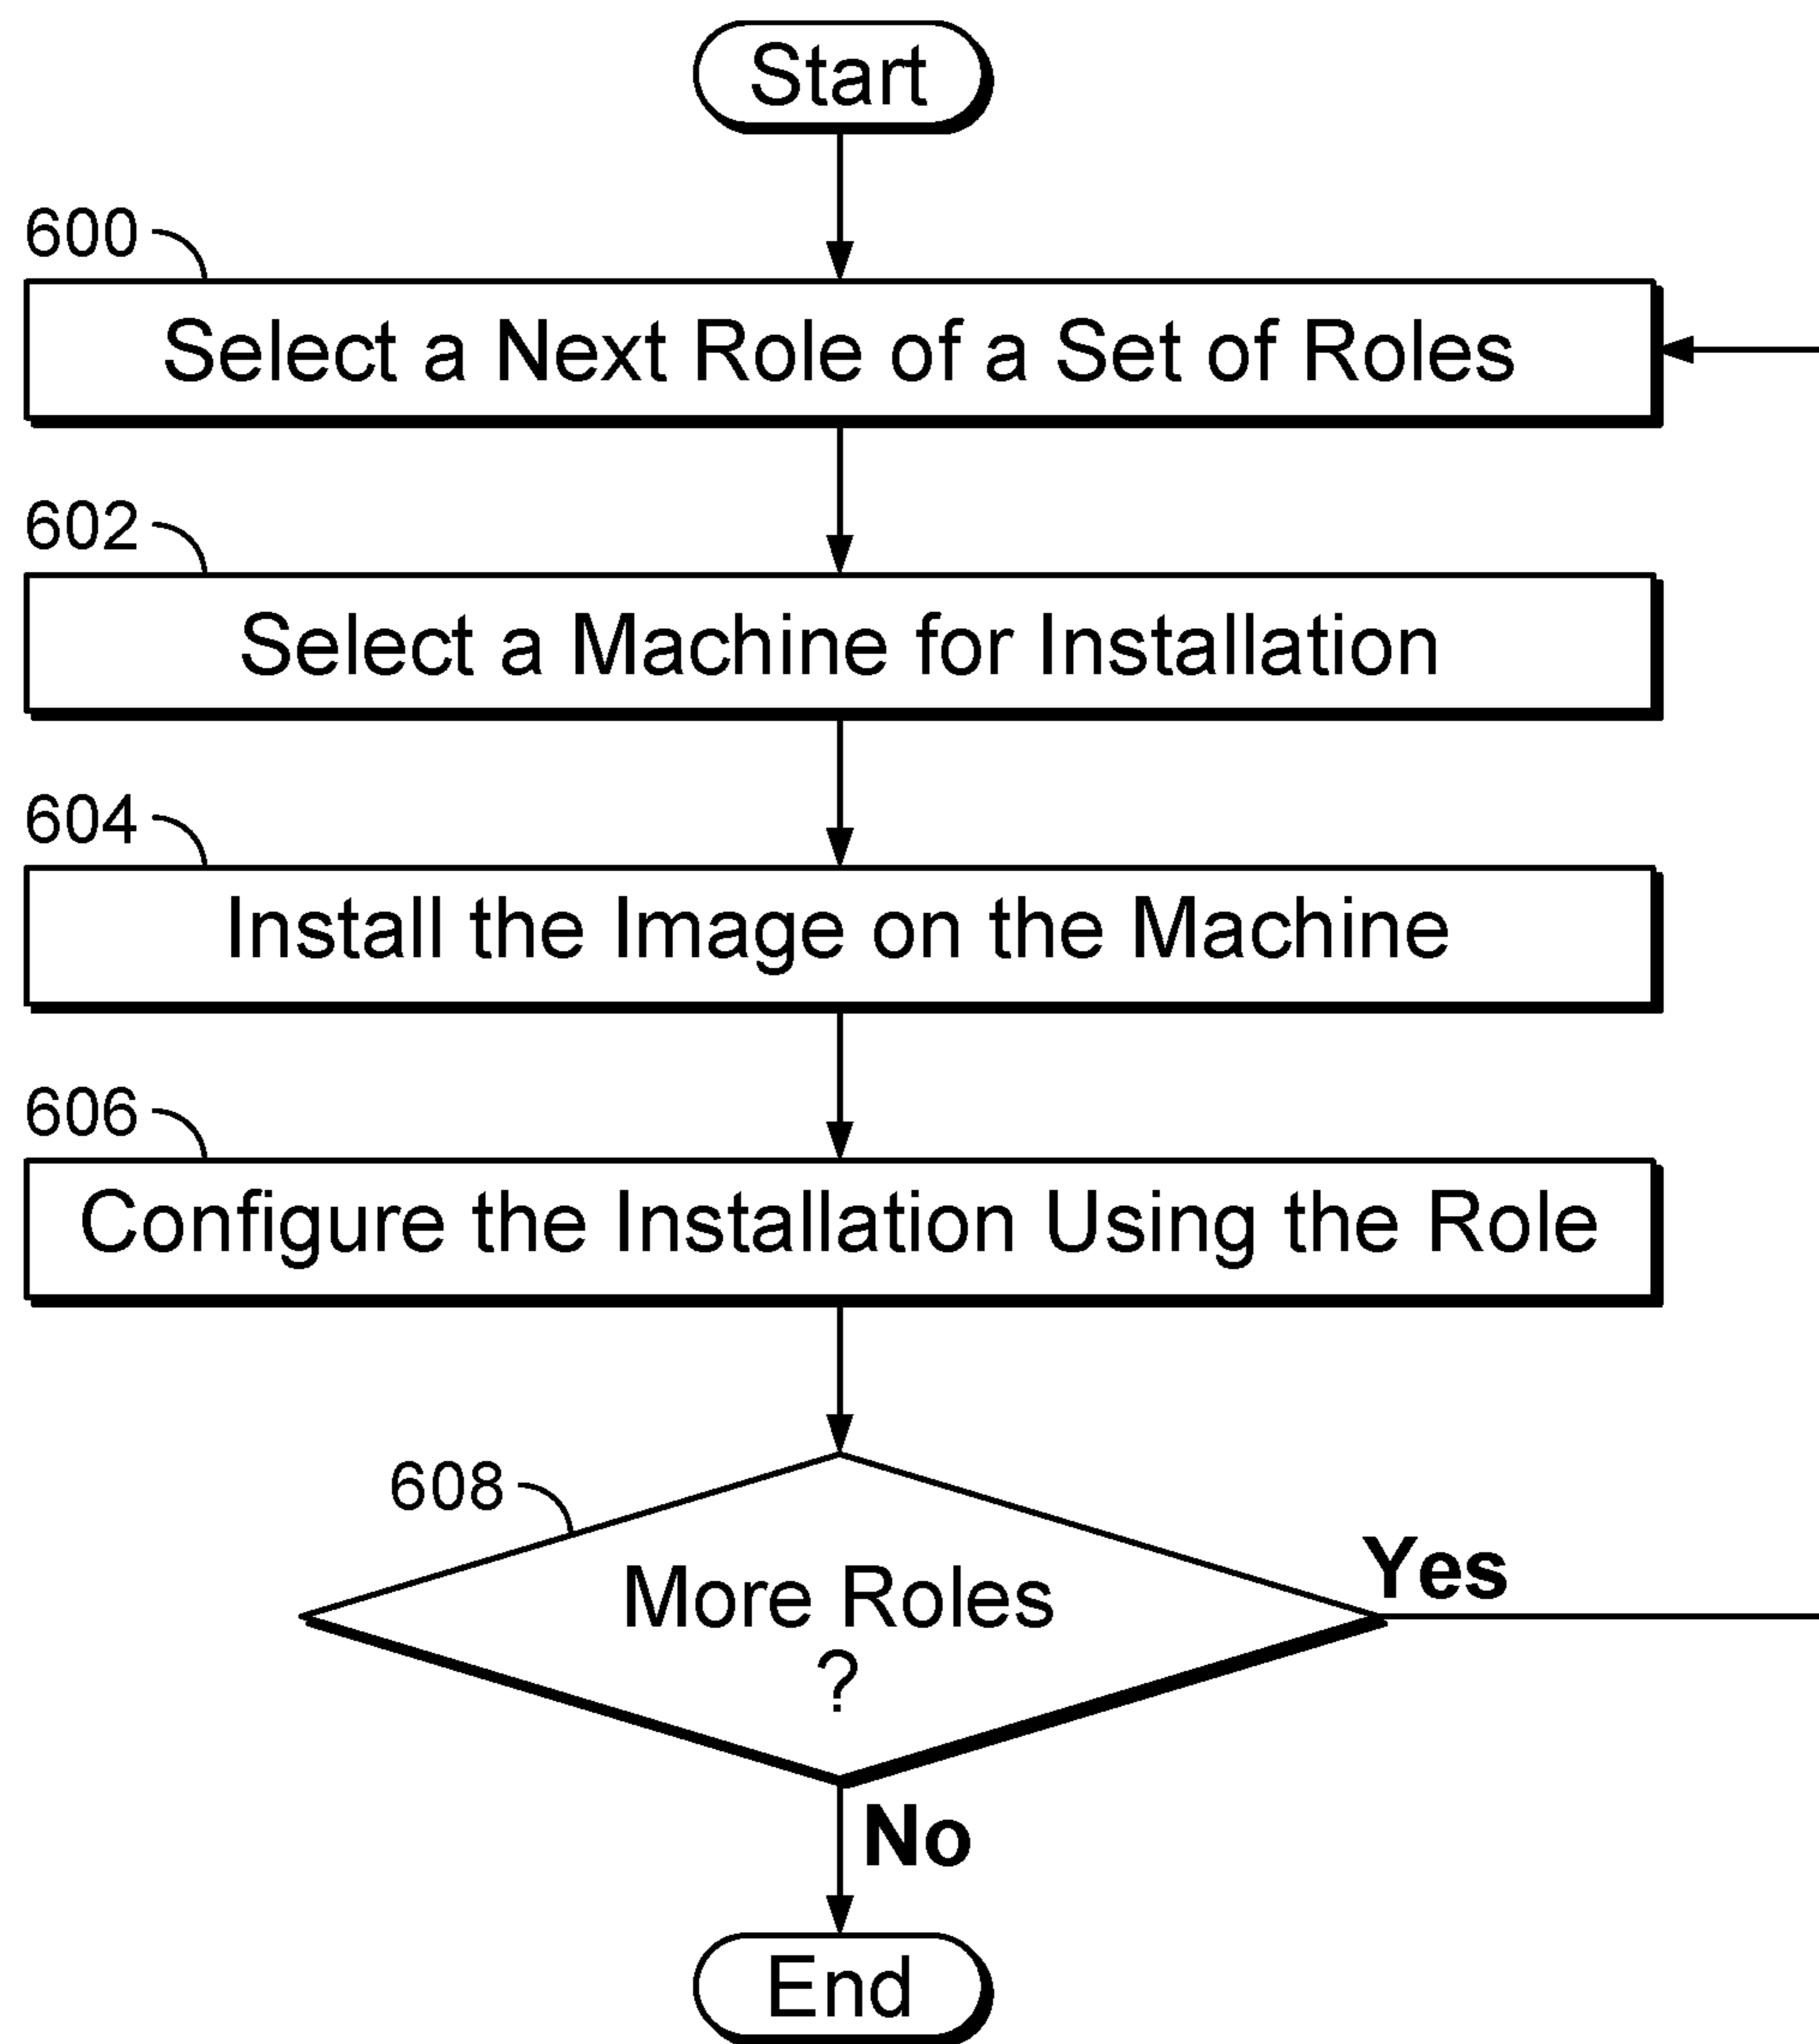 Start
600
Select a Next Role of a Set of Roles
602
Select a Machine for Installation
604
Install the Image on the Machine
606
Configure the Installation Using the Role
608
More Roles
?
Yes
No
End